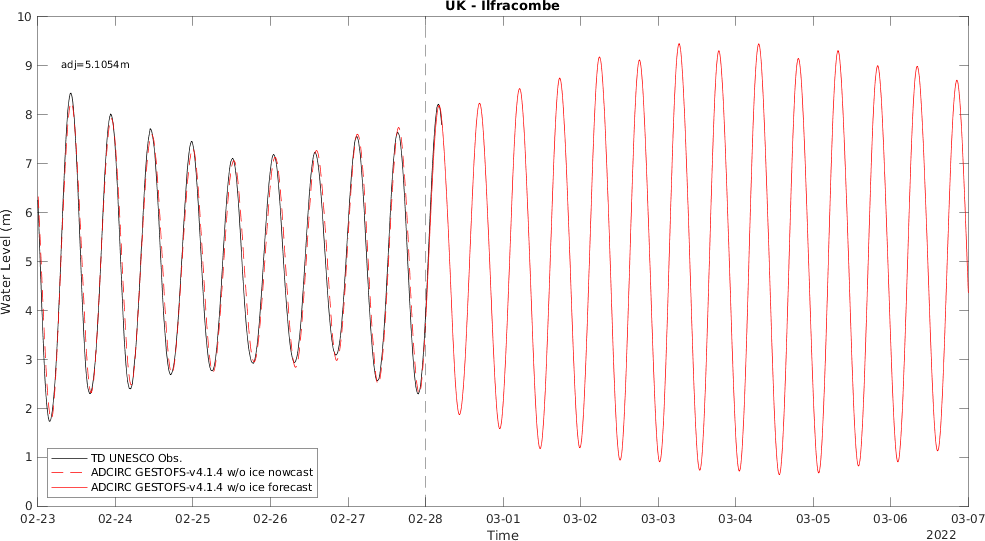 UK - Ilfracombe
10
9
8
7
6
5
4
3
2
1
0
Water Level (m)
adj=5.1054m
TD UNESCO Obs.
ADCIRC GESTOFS-v4.1.4 w/o ice nowcast
ADCIRC GESTOFS-v4.1.4 w/o ice forecast
02-23 02-24 02-25 02-26 02-27 02-28 03-01 03-02 03-03 03-04 03-05 03-06 03-07
Time
2022